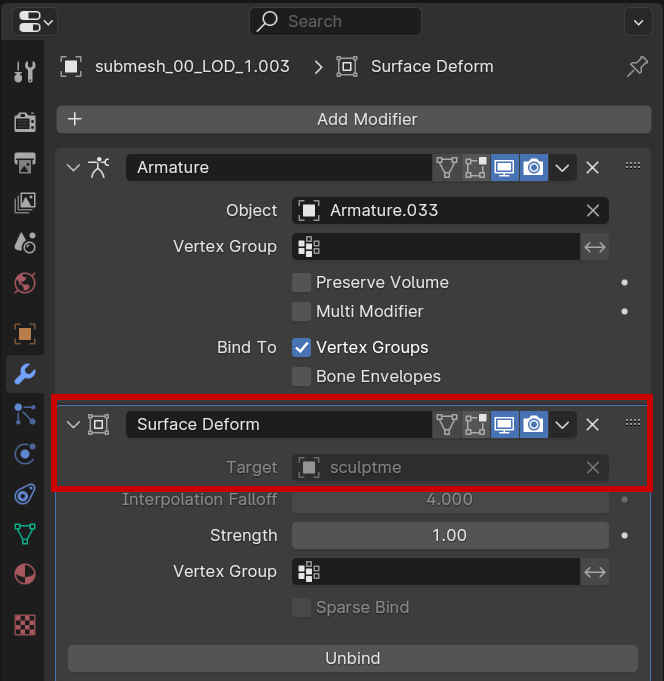 Search
submesh_00_LOD_1.003 > Surface Deform
+ Add Modifier
Armature
Object Armature.033
Vertex Group
Preserve Volume
Multi Modifier
Bind To Vertex Groups
Bone Envelopes
Surface Deform
Target sculptme
Interpolation Falloff 4.000
Strength 1.00
Vertex Group
Sparse Bind
Unbind